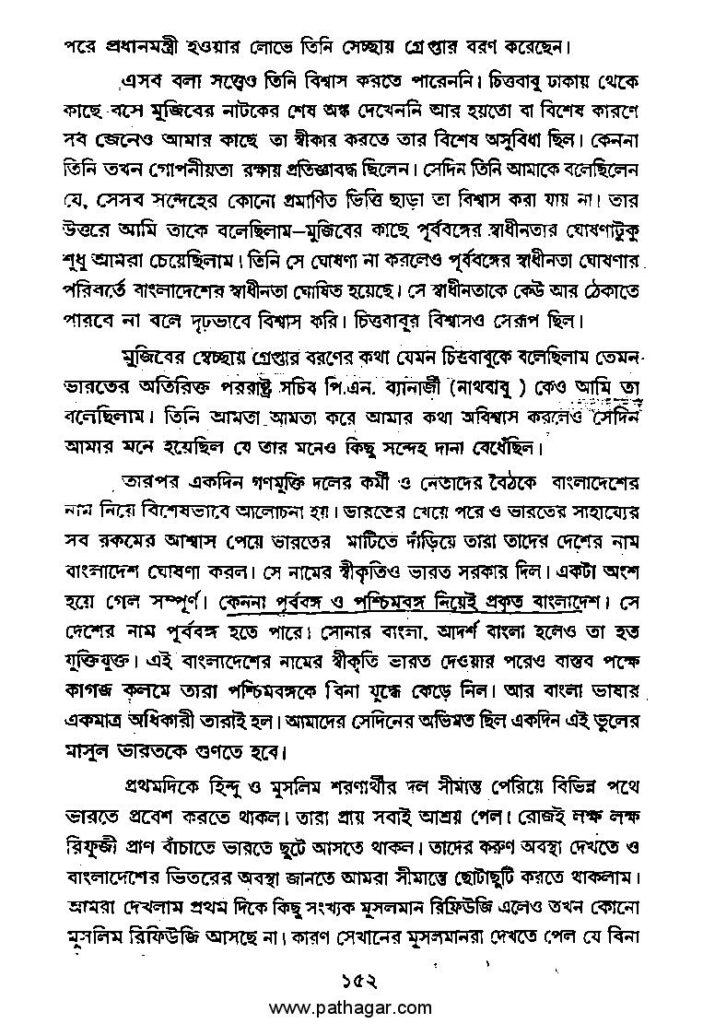 পরে প্রধানমন্ত্রী হওয়ার লোভে তিনি সেচ্ছায় গ্রেপ্তার বরণ করেছেন।
এসব বলা সত্ত্বেও তিনি বিশ্বাস করতে পারেননি। চিত্তবাবু ঢাকায় থেকে
কাছে বসে মুজিবের নাটকের শেষ অঙ্ক দেখেননি আর হয়তো বা বিশেষ কারণে
সব জেনেও আমার কাছে তা স্বীকার করতে তার বিশেষ অসুবিধা ছিল। কেননা
তিনি তখন গোপনীয়তা রক্ষায় প্রতিজ্ঞাবদ্ধ ছিলেন। সেদিন তিনি আমাকে বলেছিলেন
যে, সেসব সন্দেহের কোনো প্রমাণিত ভিত্তি ছাড়া তা বিশ্বাস করা যায় না। তার
উত্তরে আমি তাকে বলেছিলাম–মুজিবের কাছে পূর্ববঙ্গের স্বাধীনতার ঘোষণাটুকু
শুধু আমরা চেয়েছিলাম। তিনি সে ঘোষণা না করলেও পূর্ববঙ্গের স্বাধীনতা ঘোষণার
পরিবর্তে বাংলাদেশের স্বাধীনতা ঘোষিত হয়েছে। সে স্বাধীনতাকে কেউ আর ঠেকাতে
পারবে না বলে দৃঢ়ভাবে বিশ্বাস করি। চিত্তবাবুর বিশ্বাসও সেরূপ ছিল।
মুজিবের স্বেচ্ছায় গ্রেপ্তার বরণের কথা যেমন চিত্তবাবুকে বলেছিলাম তেমন
ভারতের অতিরিক্ত পররাষ্ট্র সচিব পি.এন. ব্যানার্জী (নাথবাবু ) কেও আমি তা
বলেছিলাম। তিনি আমতা আমতা করে আমার কথা অবিশ্বাস করলেও সেদিন
আমার মনে হয়েছিল যে তার মনেও কিছু সন্দেহ দানা বেধেঁছিল।
তারপর একদিন গণমুক্তি দলের কর্মী ও নেতাদের বৈঠকে বাংলাদেশের
নাম নিয়ে বিশেষভাবে আলোচনা হয়। ভারতের খেয়ে পরে ও ভারতের সাহায্যের
সব রকমের আশ্বাস পেয়ে ভারতের মাটিতে দাঁড়িয়ে তারা তাদের দেশের নাম
বাংলাদেশ ঘোষণা করল। সে নামের স্বীকৃতিও ভারত সরকার দিল। একটা অংশ
হয়ে গেল সম্পূর্ণ। কেননা পূর্ববঙ্গ ও পশ্চিমবঙ্গ নিয়েই প্রকৃত বাংলাদেশ। সে
দেশের নাম পূর্ববঙ্গ হতে পারে। সোনার বাংলা, আদর্শ বাংলা হলেও তা হত
যুক্তিযুক্ত। এই বাংলাদেশের নামের স্বীকৃতি ভারত দেওয়ার পরেও বাস্তব পক্ষে
কাগজ কলমে তারা পশ্চিমবঙ্গকে বিনা যুদ্ধে কেড়ে নিল। আর বাংলা ভাষার
একমাত্র অধিকারী তারাই হল। আমাদের সেদিনের অভিমত ছিল একদিন এই ভুলের
মাসুল ভারতকে গুণতে হবে।
প্রথমদিকে হিন্দু ও মুসলিম শরণার্থীর দল সীমান্ত পেরিয়ে বিভিন্ন পথে
ভারতে প্রবেশ করতে থাকল। তারা প্রায় সবাই আশ্রয় পেল। রোজই লক্ষ লক্ষ
রিফুজী প্রাণ বাঁচাতে ভারতে ছুটে আসতে থাকল। তাদের করুণ অবস্থা দেখতে ও
বাংলাদেশের ভিতরের অবস্থা জানতে আমরা সীমান্তে ছোটাছুটি করতে থাকলাম।
আমরা দেখলাম প্রথম দিকে কিছু সংখ্যক মুসলমান রিফিউজি এলেও তখন কোনো
মুসলিম রিফিউজি আসছে না। কারণ সেখানের মুসলমানরা দেখতে পেল যে বিনা
১৫২
www.pathagar.com